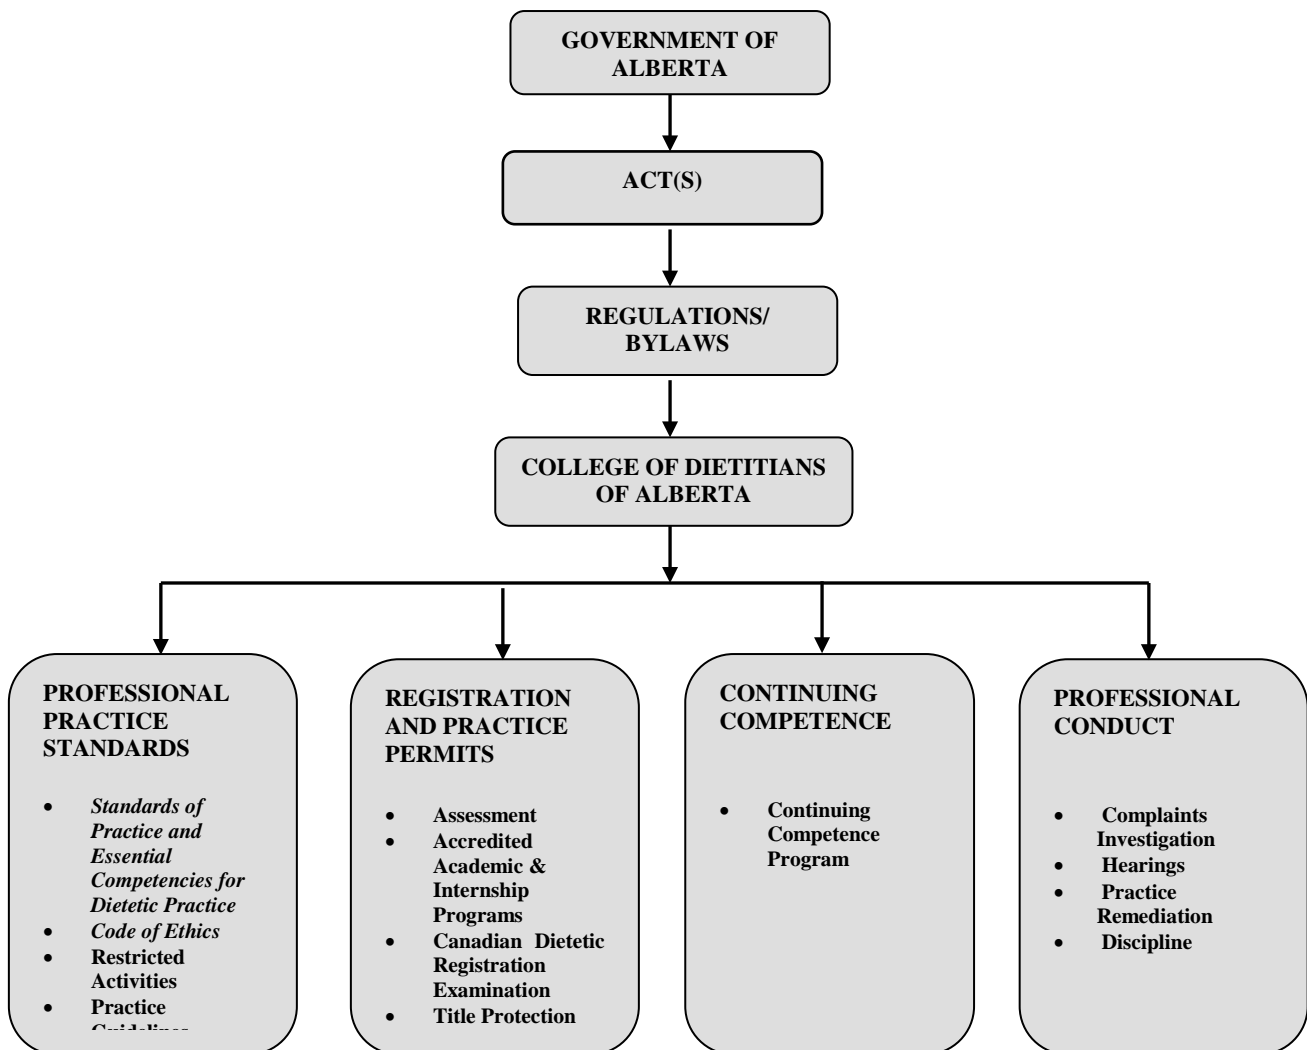 GOVERNMENT OF
ALBERTA
ACT(S)
REGULATIONS/
BYLAWS
COLLEGE OF DIETITIANS
OF ALBERTA
PROFESSIONAL
PRACTICE
STANDARDS
• Standards of
Practice and
Essential
Competencies for
Dietetic Practice
• Code of Ethics
• Restricted
Activities
• Practice
REGISTRATION
AND PRACTICE
PERMITS
• Assessment
• Accredited
Academic &
Internship
Programs
• Canadian Dietetic
Registration
Examination
• Title Protection
CONTINUING
COMPETENCE
• Continuing
Competence
Program
PROFESSIONAL
CONDUCT
• Complaints
Investigation
• Hearings
• Practice
Remediation
• Discipline